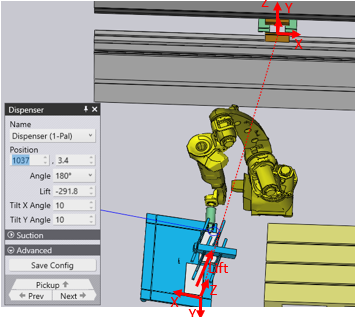 Z
Y
X
Dispenser
Name
Dispenser (1-Pal)
Position
1037 , 3.4
Angle 180°
Lift -291.8
Tilt X Angle 10
Tilt Y Angle 10
Suction
Advanced
Save Config
Pickup
Prev Next
Lift
X Z
Y